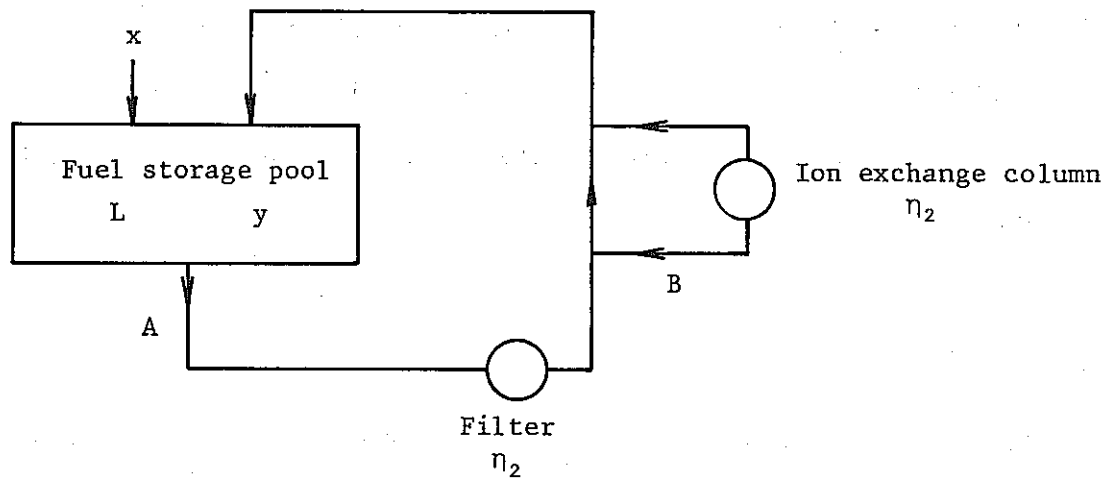 x
Fuel storage pool
L y
A
Ion exchange column
η₂
B
Filter
η₂